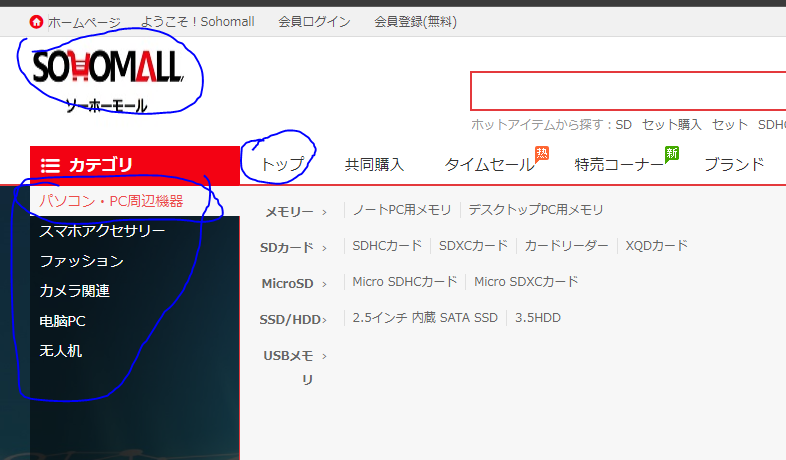 ホームページ ようこそ！Sohomall 会員ログイン 会員登録(無料)
SOHOMALL
ソーホーモール
ホットアイテムから探す：SD セット購入 セット SDHC
カテゴリ トップ 共同購入 タイムセール 热 特売コーナー 新 ブランド
パソコン・PC周辺機器
スマホアクセサリー
ファッション
カメラ関連
电脑PC
无人机
メモリー > ノートPC用メモリ デスクトップPC用メモリ
SDカード > SDHCカード SDXCカード カードリーダー XQDカード
MicroSD > Micro SDHCカード Micro SDXCカード
SSD/HDD> 2.5インチ 内蔵 SATA SSD 3.5HDD
USBメモ >
リ